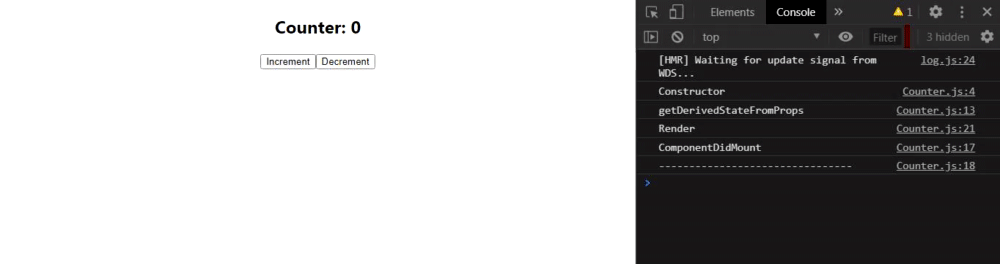 Counter: 0
Increment Decrement
Elements Console » 1
top Filter 3 hidden
[HMR] Waiting for update signal from log.js:24
WDS...
Constructor Counter.js:4
getDerivedStateFromProps Counter.js:13
Render Counter.js:21
ComponentDidMount Counter.js:17
-------------------------------- Counter.js:18
>